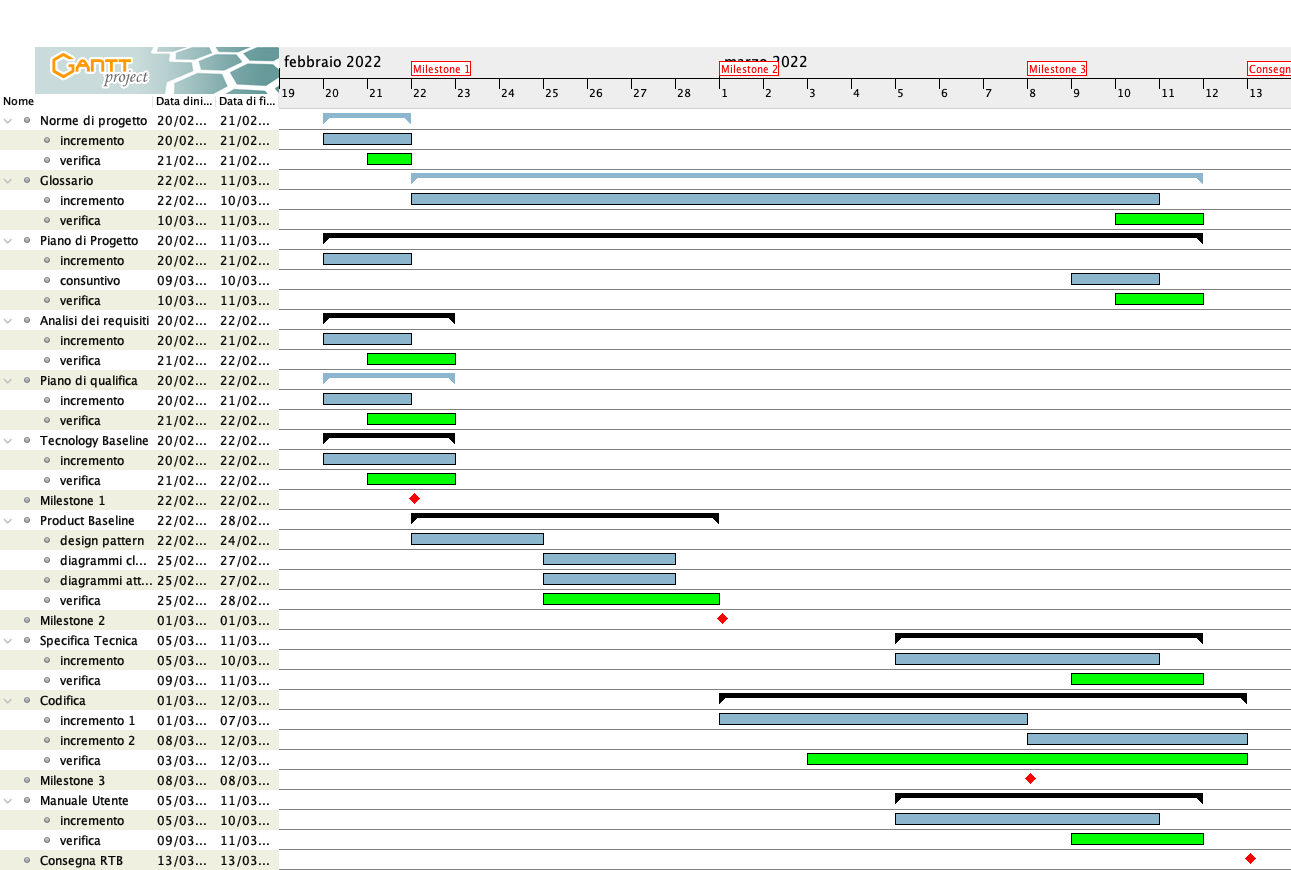 GANTT
project
febbraio 2022
marzo 2022
Milestone 1
Milestone 2
Milestone 3
Consegn
19 20 21 22 23 24 25 26 27 28 1 2 3 4 5 6 7 8 9 10 11 12 13
Nome Data dini... Data di fi...
Norme di progetto 20/02... 21/02...
incremento 20/02... 21/02...
verifica 21/02... 21/02...
Glossario 22/02... 11/03...
incremento 22/02... 10/03...
verifica 10/03... 11/03...
Piano di Progetto 20/02... 11/03...
incremento 20/02... 21/02...
consuntivo 09/03... 10/03...
verifica 10/03... 11/03...
Analisi dei requisiti 20/02... 22/02...
incremento 20/02... 21/02...
verifica 21/02... 22/02...
Piano di qualifica 20/02... 22/02...
incremento 20/02... 21/02...
verifica 21/02... 22/02...
Tecnology Baseline 20/02... 22/02...
incremento 20/02... 22/02...
verifica 21/02... 22/02...
Milestone 1 22/02... 22/02...
Product Baseline 22/02... 28/02...
design pattern 22/02... 24/02...
diagrammi cl... 25/02... 27/02...
diagrammi att... 25/02... 27/02...
verifica 25/02... 28/02...
Milestone 2 01/03... 01/03...
Specifica Tecnica 05/03... 11/03...
incremento 05/03... 10/03...
verifica 09/03... 11/03...
Codifica 01/03... 12/03...
incremento 1 01/03... 07/03...
incremento 2 08/03... 12/03...
verifica 03/03... 12/03...
Milestone 3 08/03... 08/03...
Manuale Utente 05/03... 11/03...
incremento 05/03... 10/03...
verifica 09/03... 11/03...
Consegna RTB 13/03... 13/03...